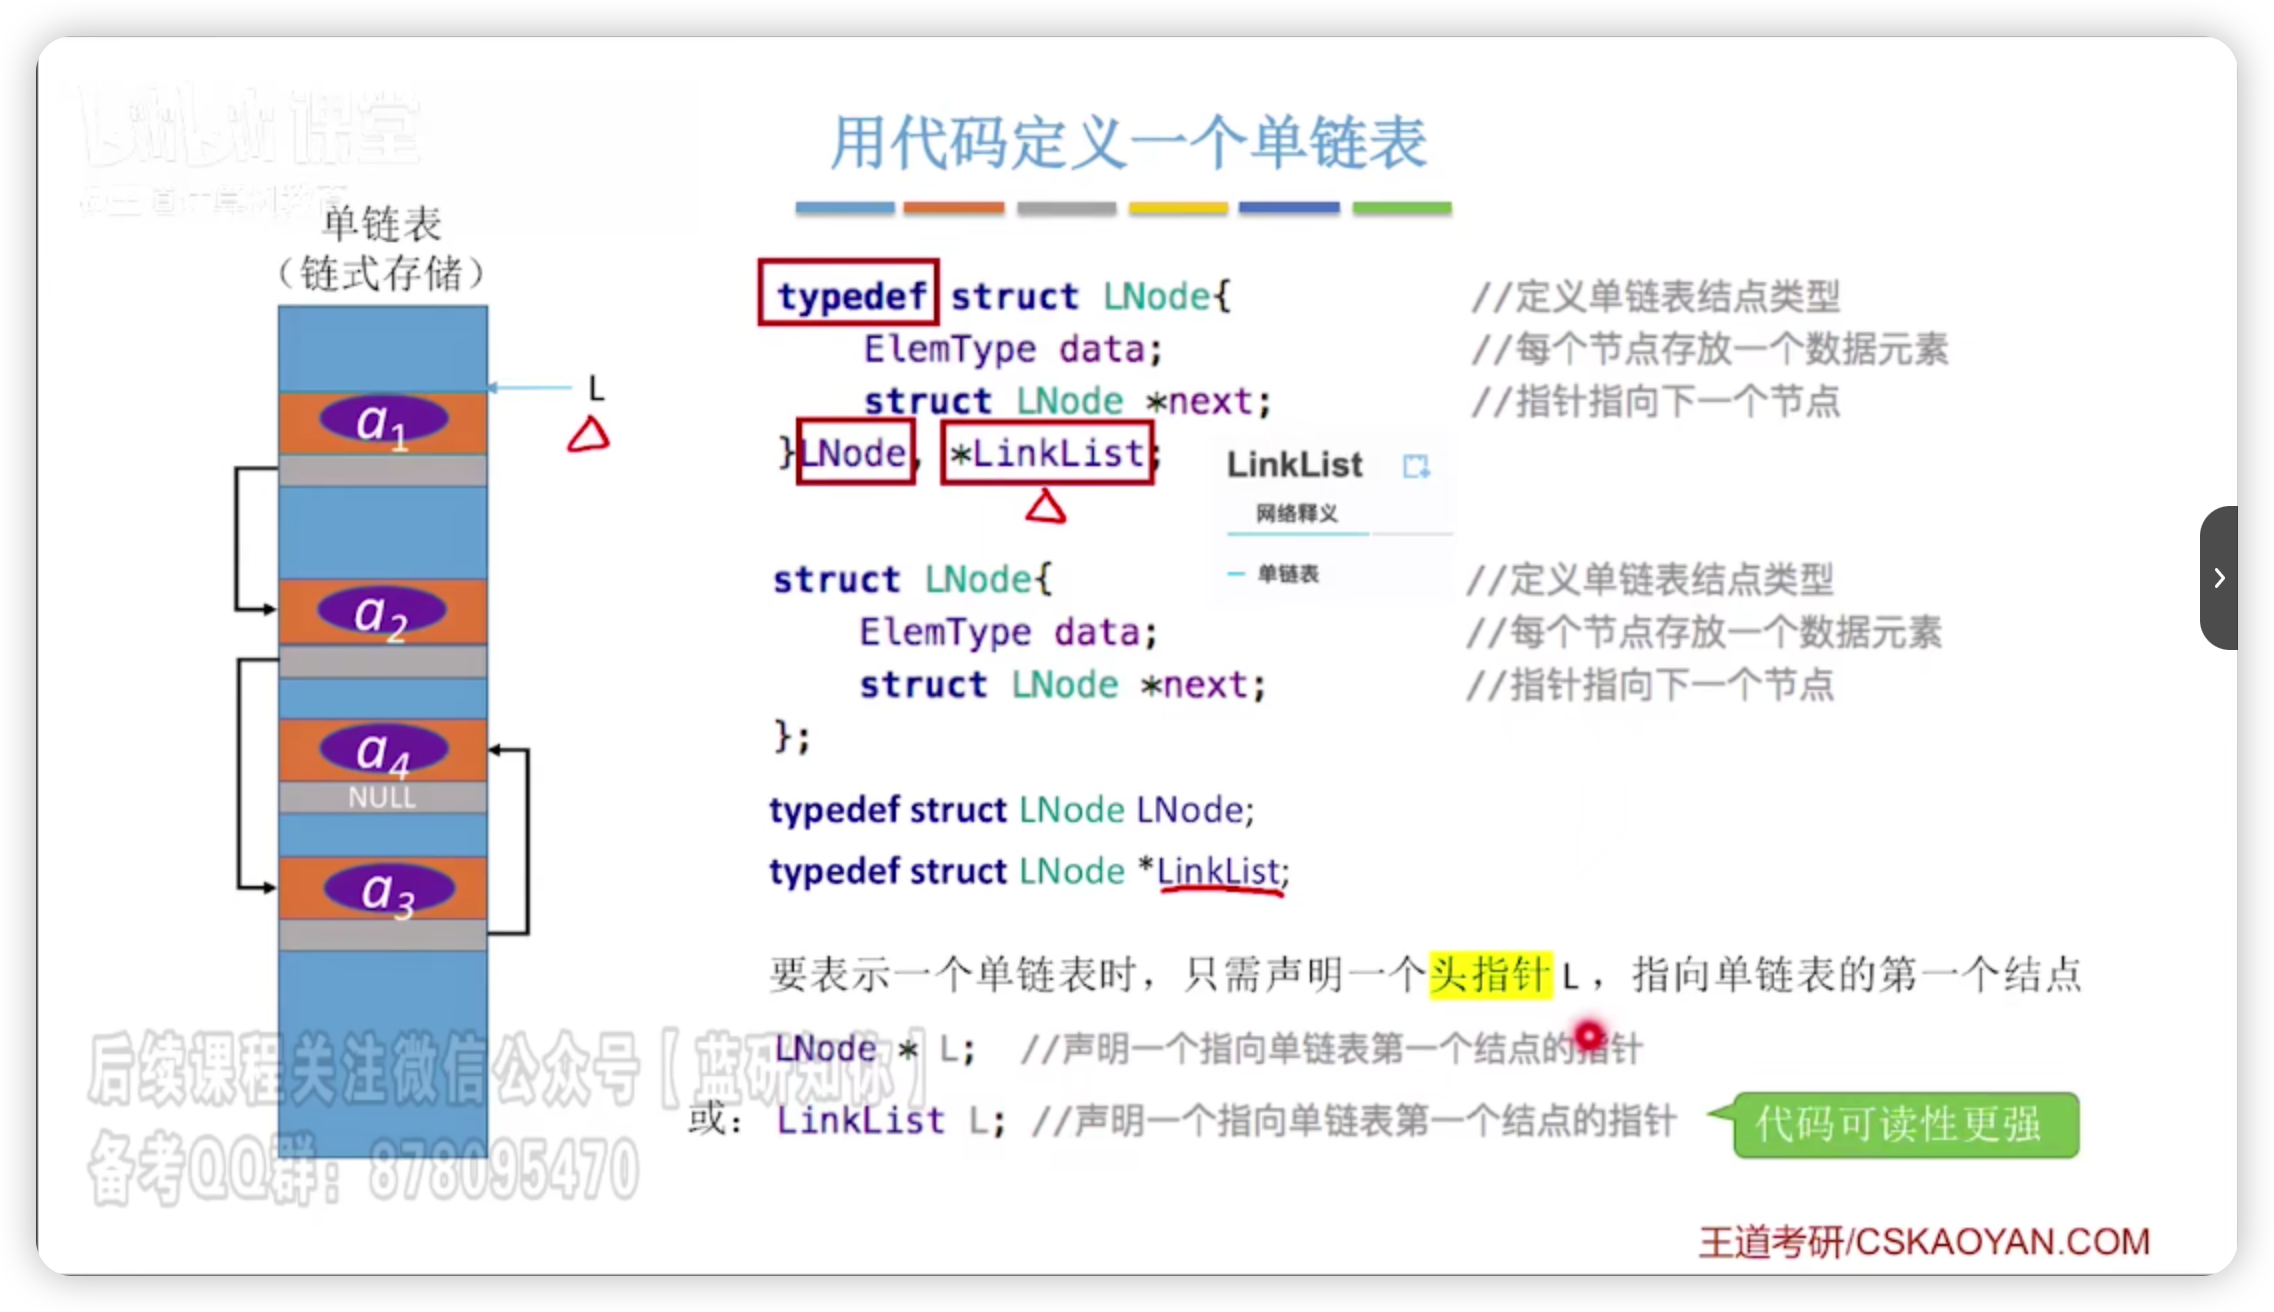 课堂
用代码定义一个单链表
单链表
（链式存储）
L
a1
a2
a4
NULL
a3
typedef struct LNode{ //定义单链表结点类型
ElemType data; //每个节点存放一个数据元素
struct LNode *next; //指针指向下一个节点
}LNode, *LinkList;
LinkList
网络释义
单链表
struct LNode{ //定义单链表结点类型
ElemType data; //每个节点存放一个数据元素
struct LNode *next; //指针指向下一个节点
};
typedef struct LNode LNode;
typedef struct LNode *LinkList;
要表示一个单链表时，只需声明一个头指针 L，指向单链表的第一个结点
LNode * L; //声明一个指向单链表第一个结点的指针
或：LinkList L; //声明一个指向单链表第一个结点的指针
代码可读性更强
后续课程关注微信公众号【蓝研知你】
备考QQ群：878095470
王道考研/CSKAOYAN.COM